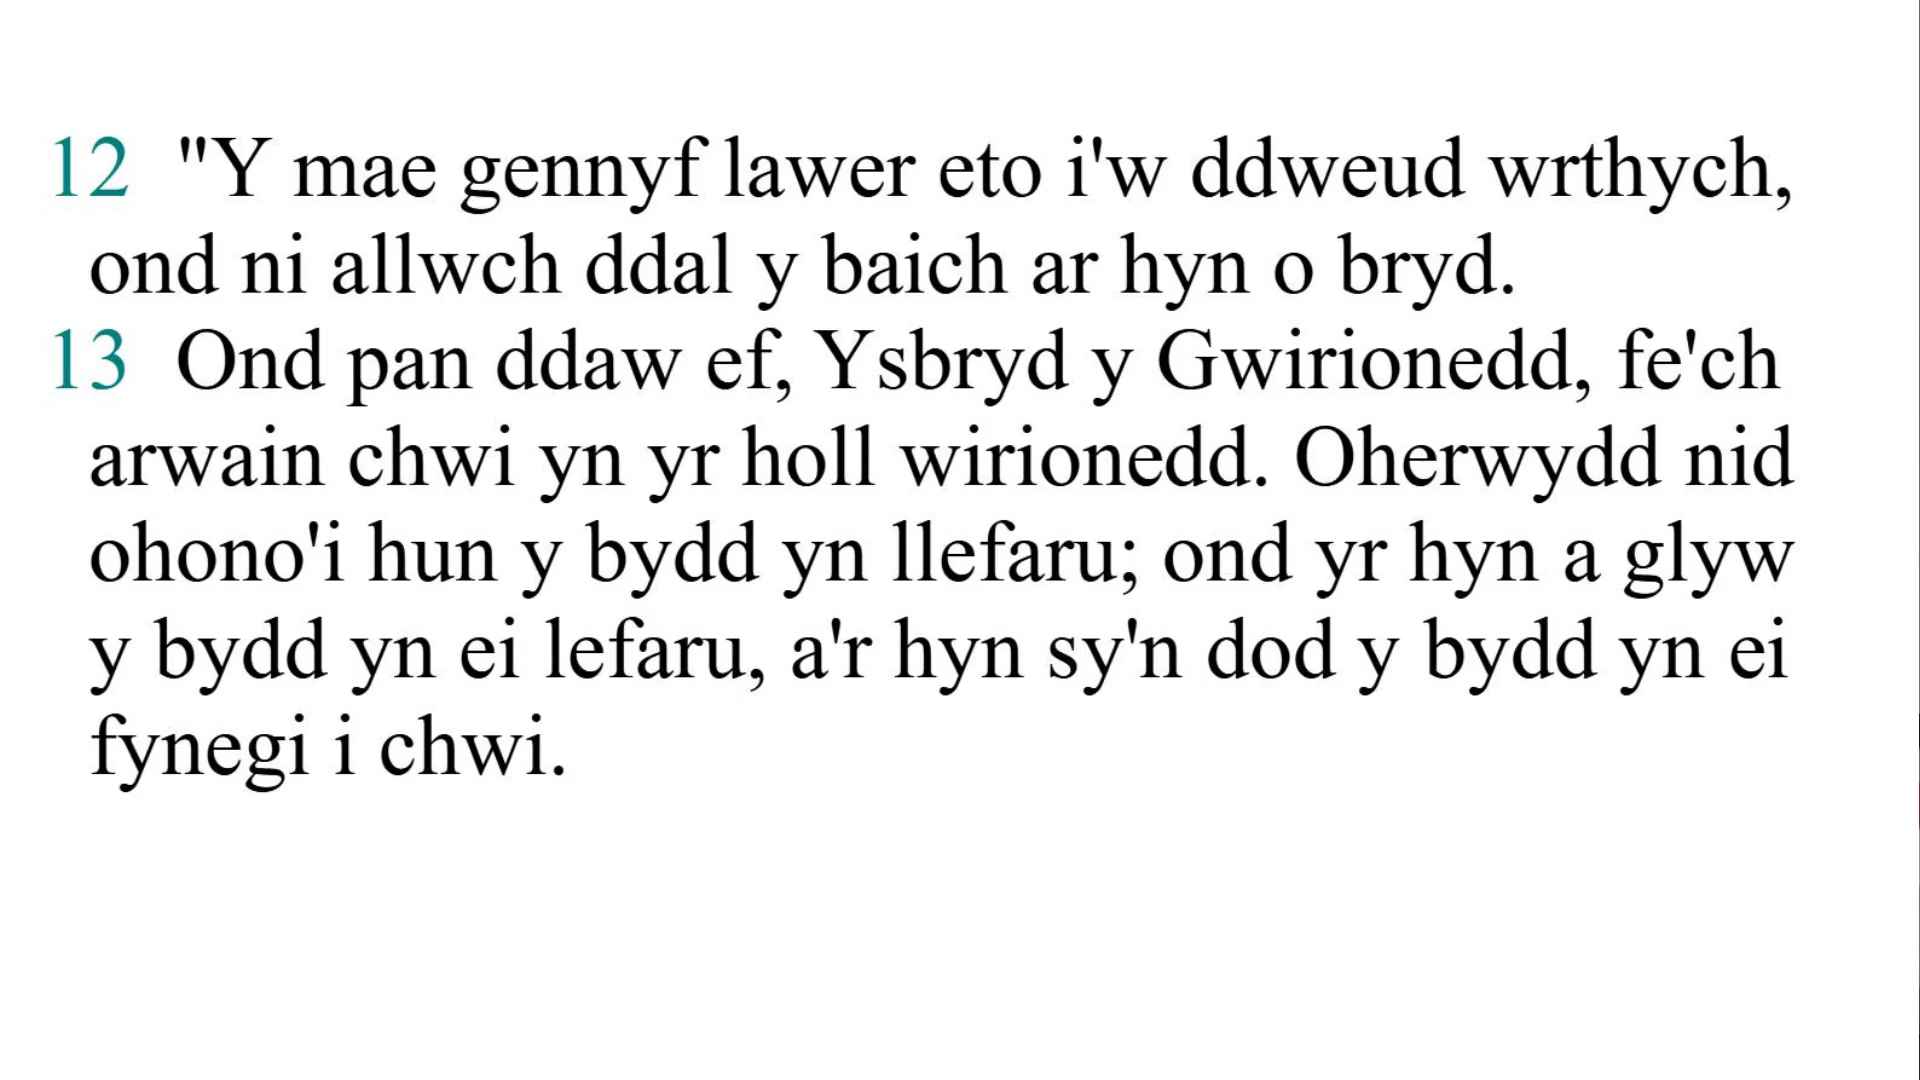 12 "Y mae gennyf lawer eto i'w ddweud wrthych,
ond ni allwch ddal y baich ar hyn o bryd.
13 Ond pan ddaw ef, Ysbryd y Gwirionedd, fe'ch
arwain chwi yn yr holl wirionedd. Oherwydd nid
ohono'i hun y bydd yn llefaru; ond yr hyn a glyw
y bydd yn ei lefaru, a'r hyn sy'n dod y bydd yn ei
fynegi i chwi.